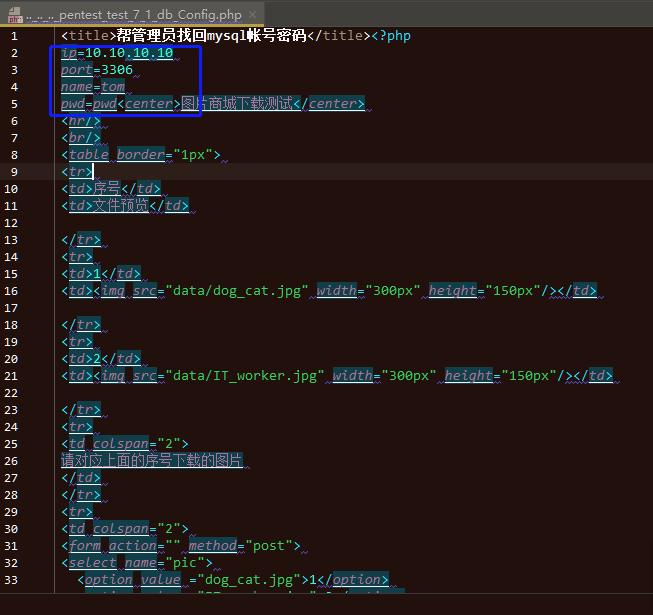 .. _.. _.. _pentest_test_7_1_db_Config.php ×
1 <title>帮管理员找回mysql帐号密码</title><?php
2 ip=10.10.10.10
3 port=3306
4 name=tom
5 pwd=pwd<center>图片商城下载测试</center>
6 <hr/>
7 <br/>
8 <table border="1px">
9 <tr>
10 <td>序号</td>
11 <td>文件预览</td>
12
13 </tr>
14 <tr>
15 <td>1</td>
16 <td><img src="data/dog_cat.jpg" width="300px" height="150px"/></td>
17
18 </tr>
19 <tr>
20 <td>2</td>
21 <td><img src="data/IT_worker.jpg" width="300px" height="150px"/></td>
22
23 </tr>
24 <tr>
25 <td colspan="2">
26 请对应上面的序号下载的图片
27 </td>
28 </tr>
29 <tr>
30 <td colspan="2">
31 <form action="" method="post">
32 <select name="pic">
33 <option value ="dog_cat.jpg">1</option>